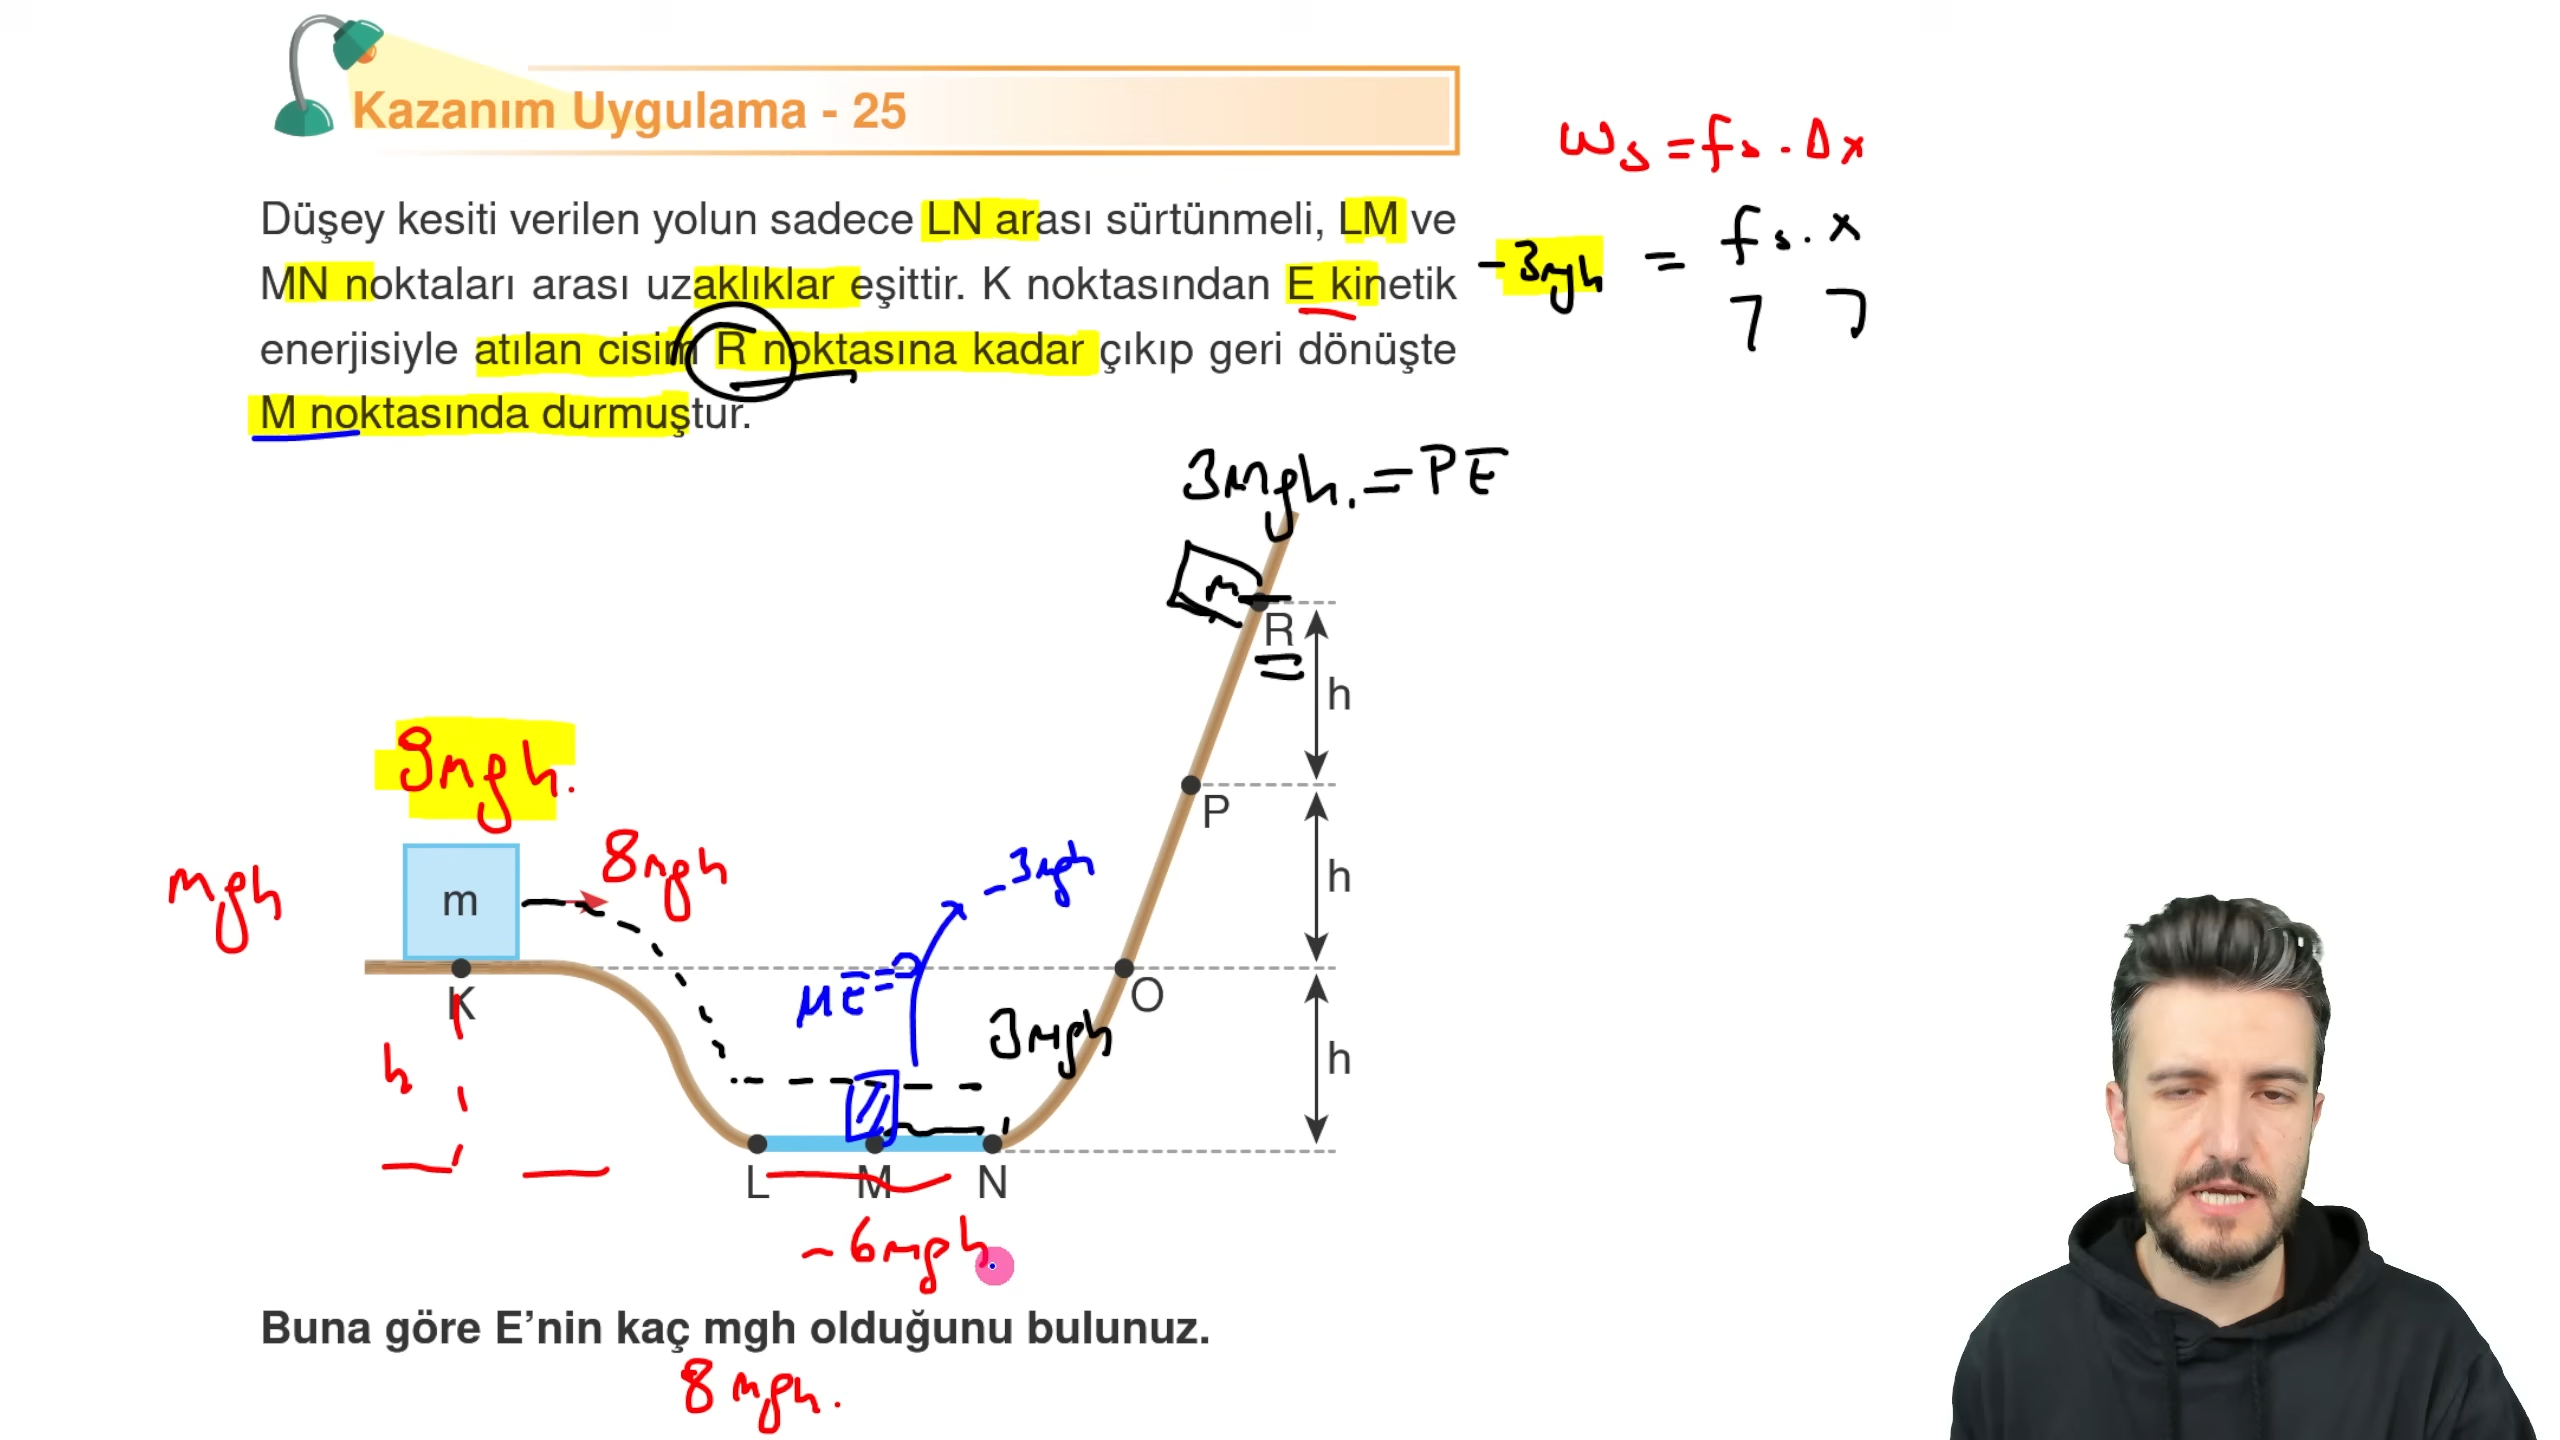 Kazanım Uygulama - 25
Düşey kesiti verilen yolun sadece LN arası sürtünmeli, LM ve
MN noktaları arası uzaklıklar eşittir. K noktasından E kinetik
enerjisiyle atılan cisim R noktasına kadar çıkıp geri dönüşte
M noktasında durmuştur.
Ws = fs . Δx
-3mgh = fs . x
3mgh. = PE
m
R
h
P
h
O
h
9mgh.
mgh
m
8mgh
K
h
-3mgh
ME=0
3mgh
L M N
-6mgh
Buna göre E’nin kaç mgh olduğunu bulunuz.
8 mgh.